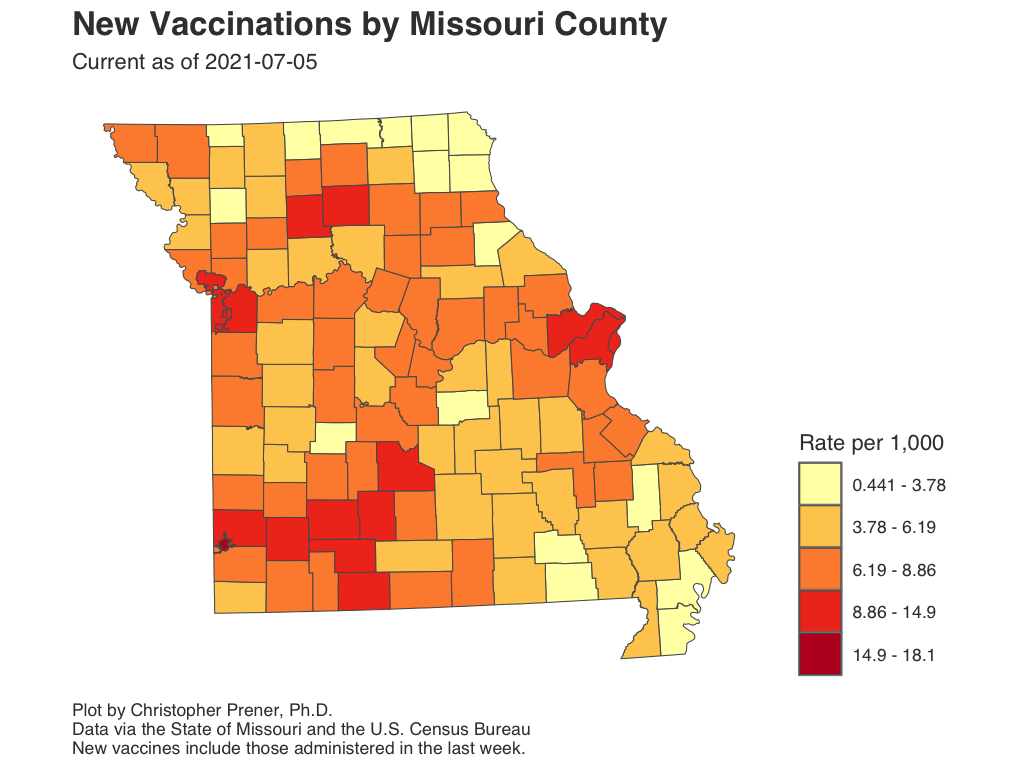 New Vaccinations by Missouri County
Current as of 2021-07-05
Rate per 1,000
0.441 - 3.78
3.78 - 6.19
6.19 - 8.86
8.86 - 14.9
14.9 - 18.1
Plot by Christopher Prener, Ph.D.
Data via the State of Missouri and the U.S. Census Bureau
New vaccines include those administered in the last week.